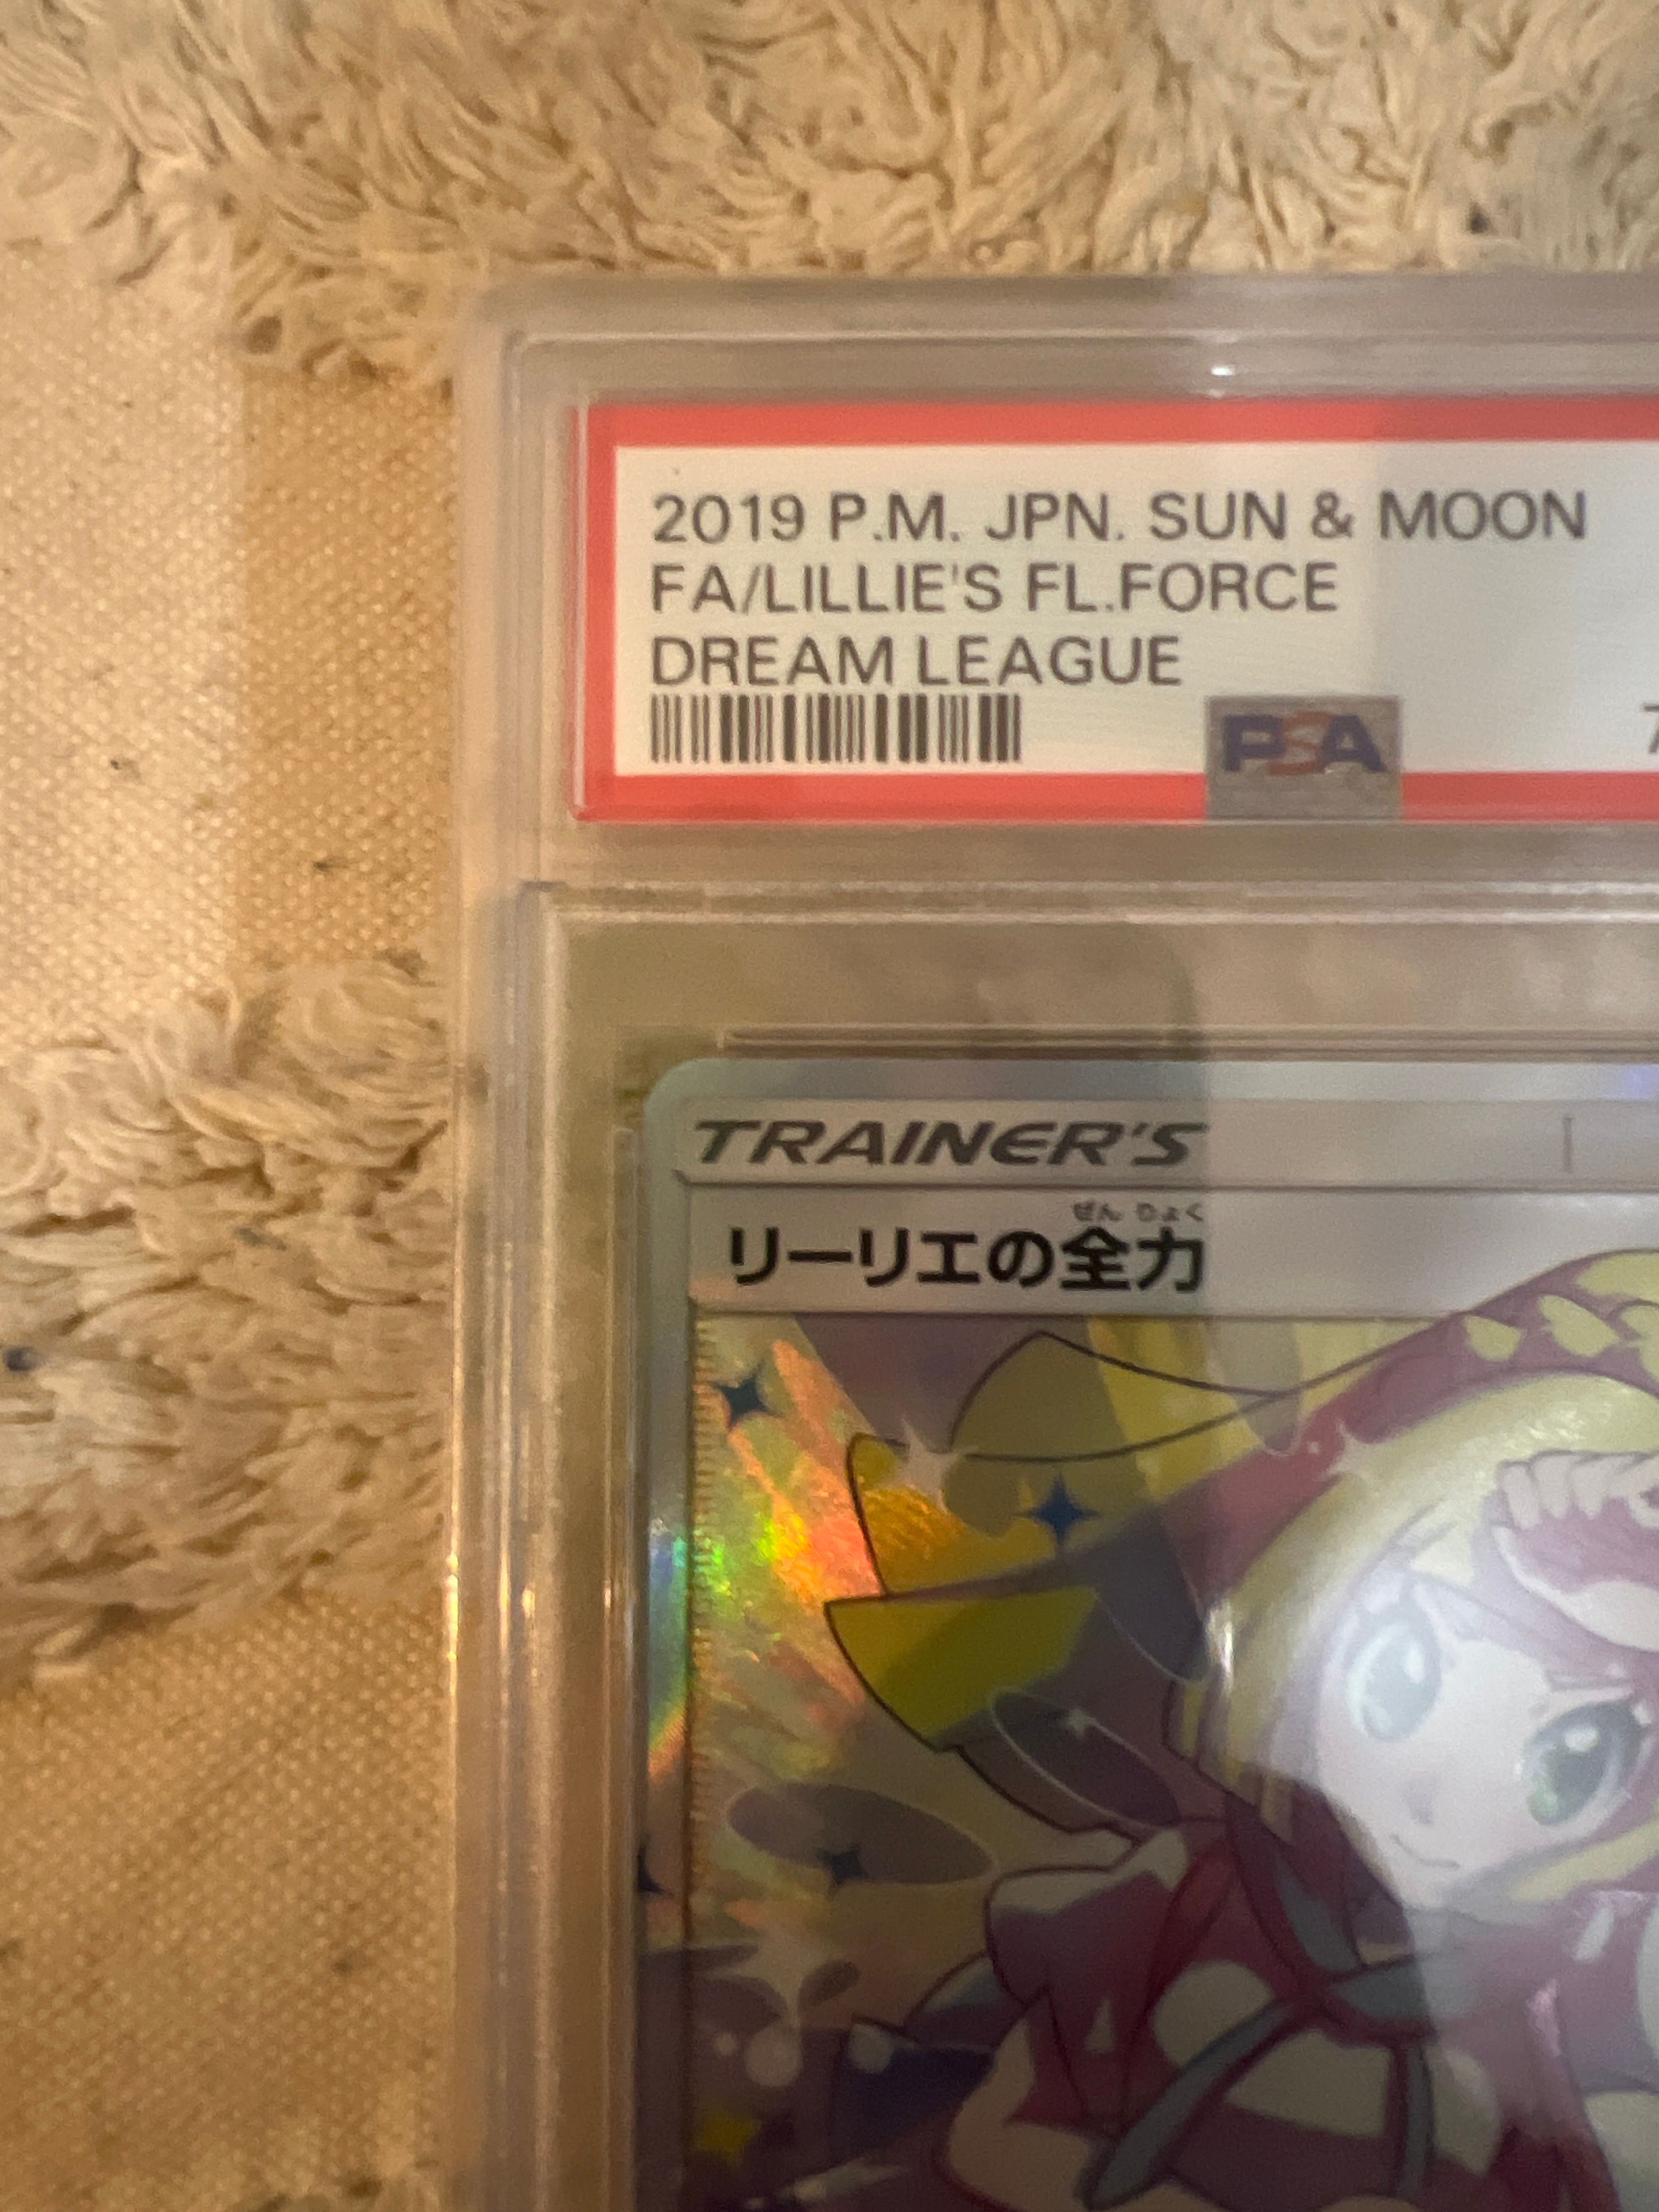 2019 P.M. JPN. SUN & MOON
FA/LILLIE'S FL.FORCE
DREAM LEAGUE
PSA
TRAINER'S
ぜん りょく
リーリエの全力